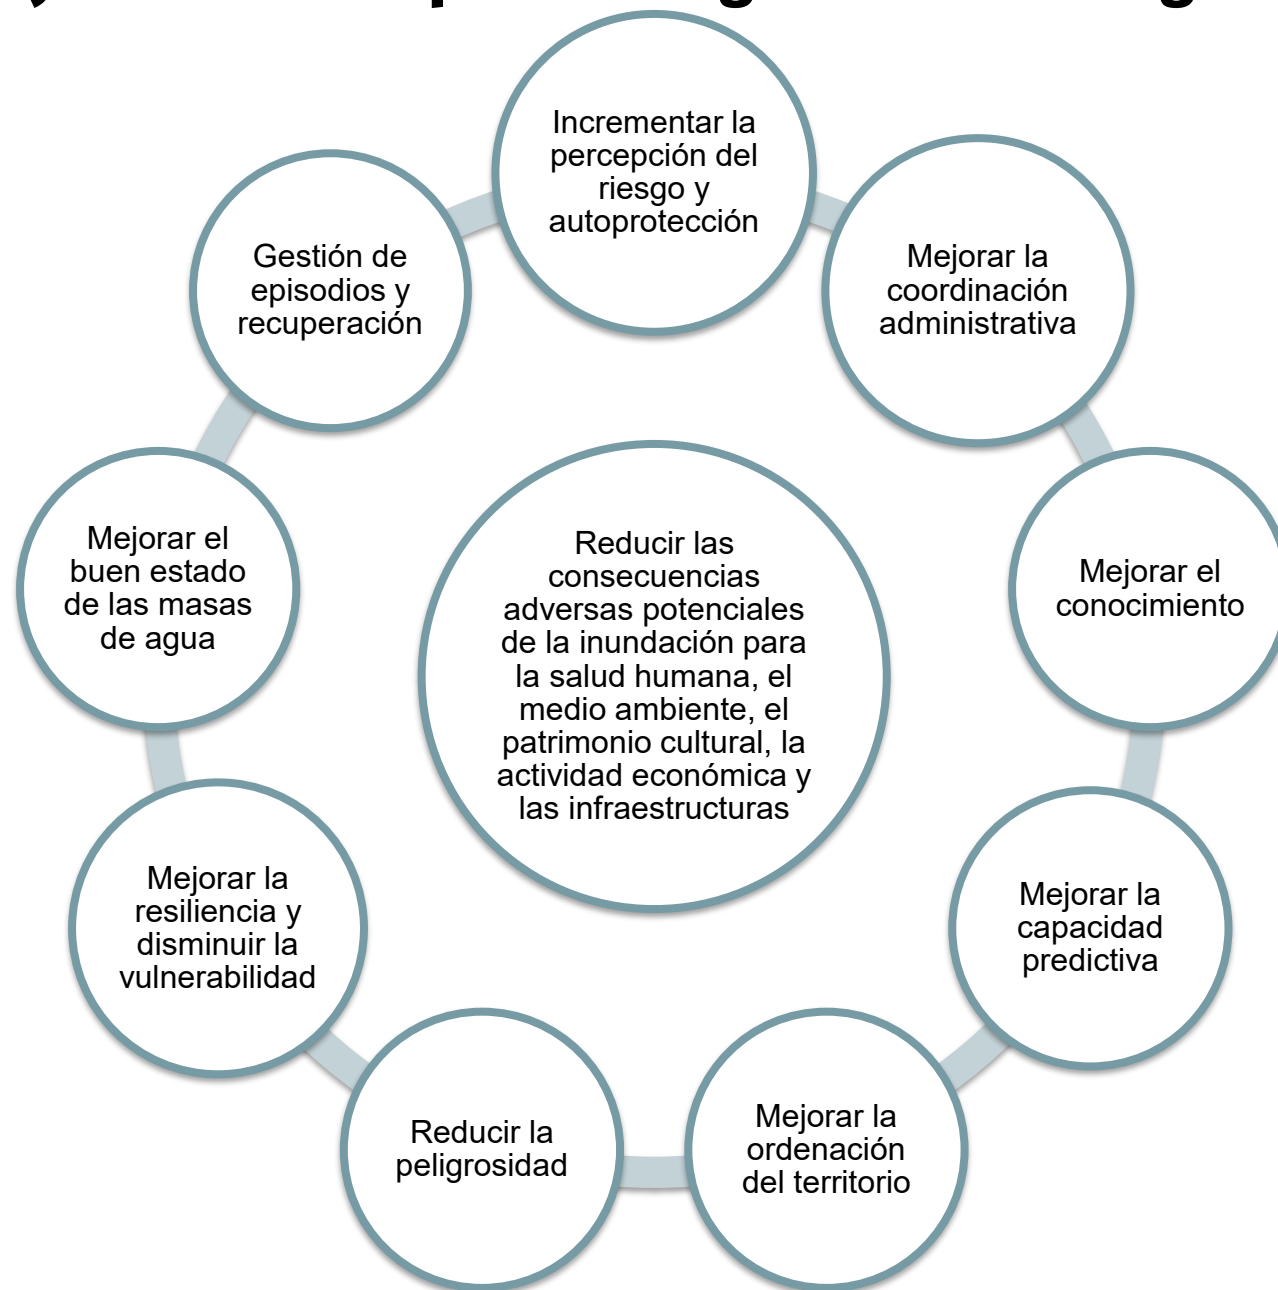 Incrementar la
percepción del
riesgo y
autoprotección
Mejorar la
coordinación
administrativa
Mejorar el
conocimiento
Mejorar la
capacidad
predictiva
Mejorar la
ordenación
del territorio
Reducir la
peligrosidad
Mejorar la
resiliencia y
disminuir la
vulnerabilidad
Mejorar el
buen estado
de las masas
de agua
Gestión de
episodios y
recuperación
Reducir las
consecuencias
adversas potenciales
de la inundación para
la salud humana, el
medio ambiente, el
patrimonio cultural, la
actividad económica y
las infraestructuras